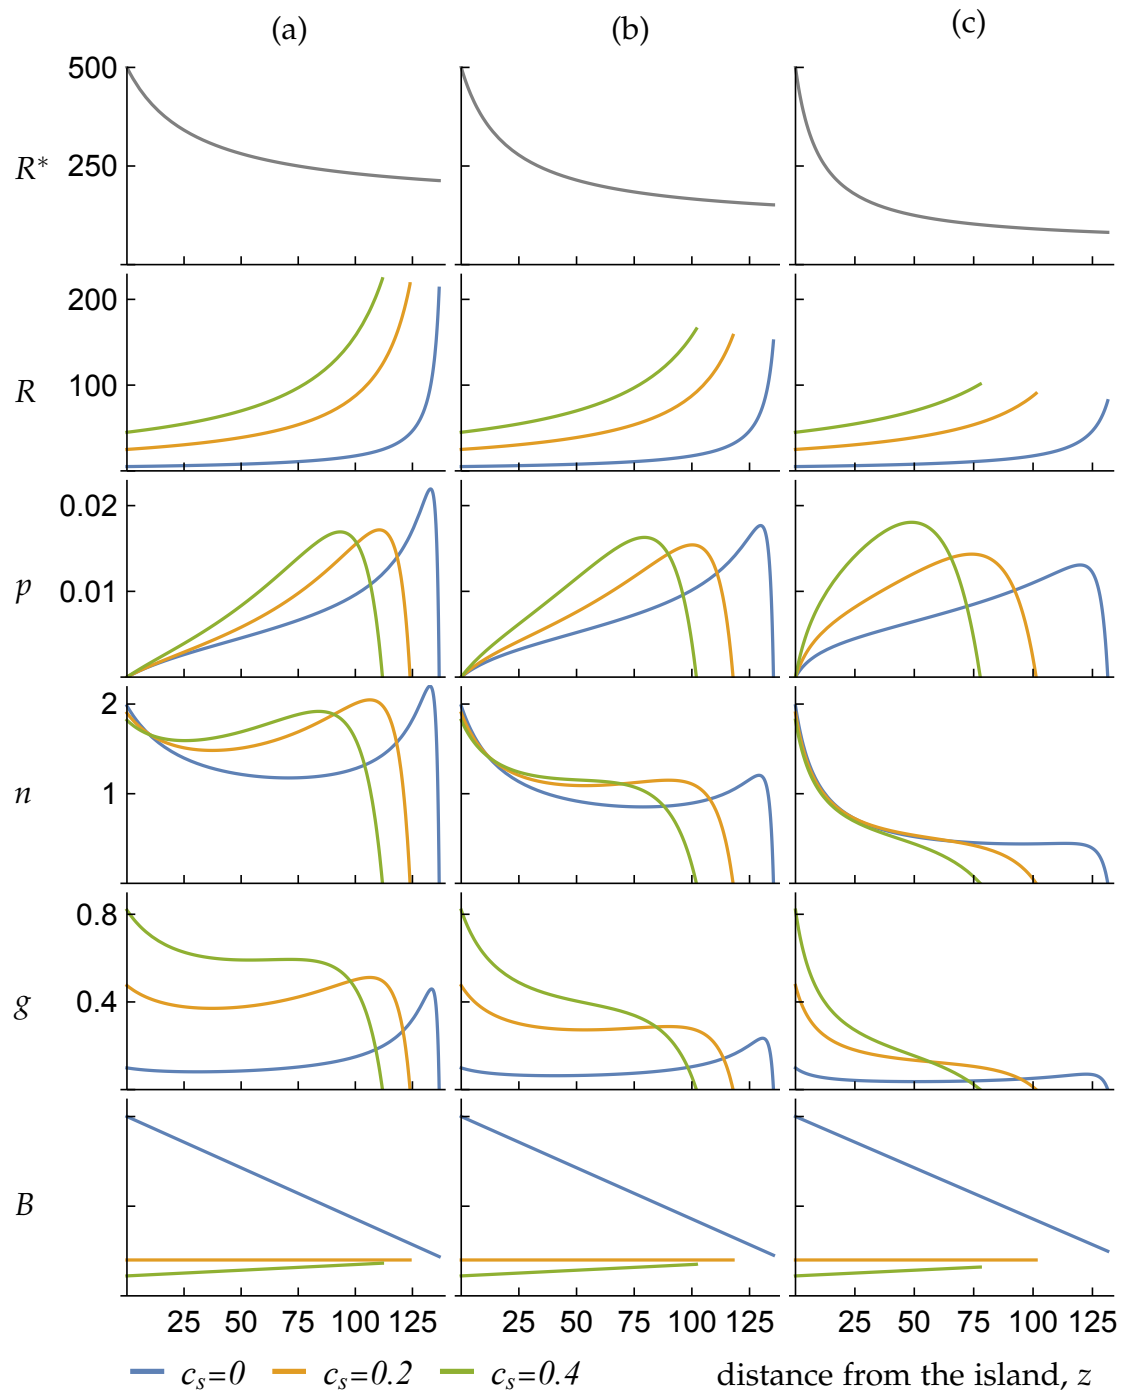 (a) (b) (c)
500
250
R*
200
100
R
0.02
0.01
p
2
1
n
0.8
0.4
g
B
25 50 75 100 125 25 50 75 100 125 25 50 75 100 125
c_s=0 c_s=0.2 c_s=0.4 distance from the island, z